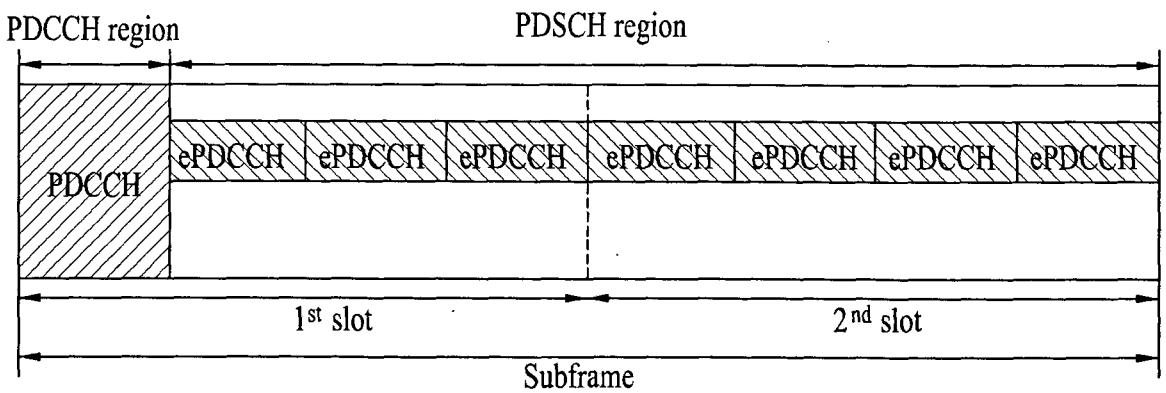 PDCCH region
PDSCH region
PDCCH
ePDCCH ePDCCH ePDCCH ePDCCH ePDCCH ePDCCH ePDCCH
1st slot
2nd slot
Subframe